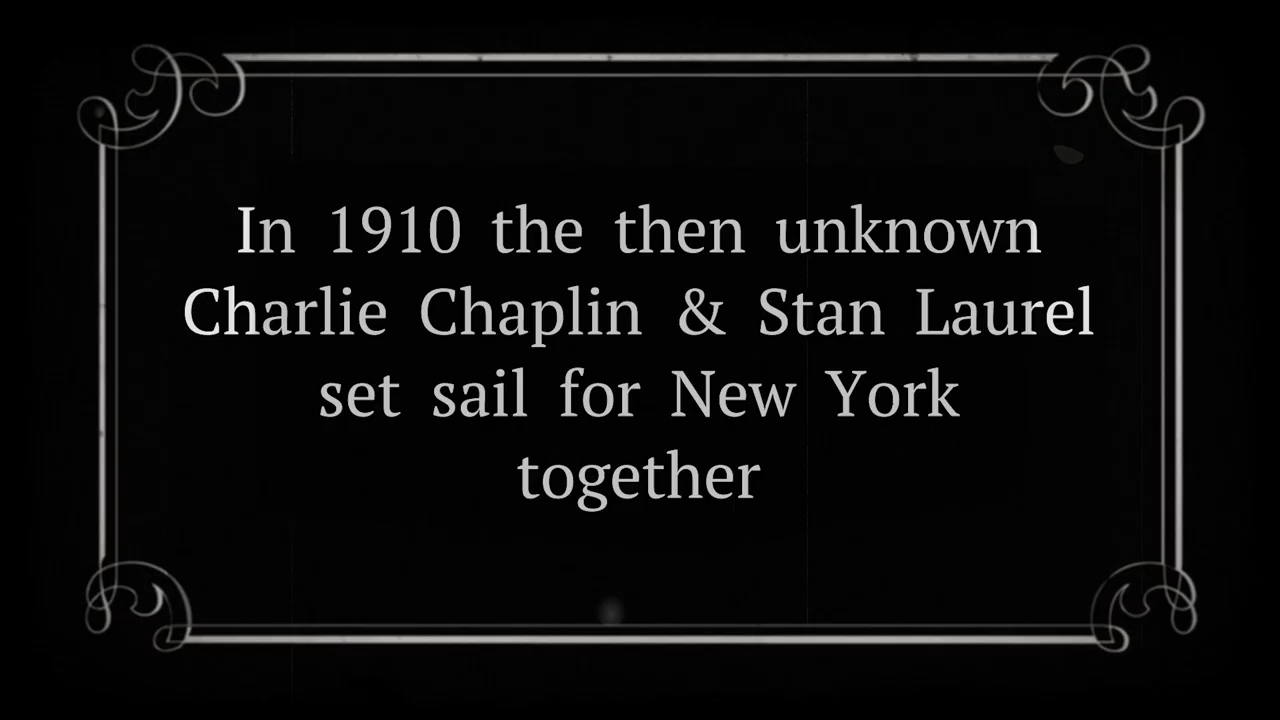 In 1910 the then unknown
Charlie Chaplin & Stan Laurel
set sail for New York
together